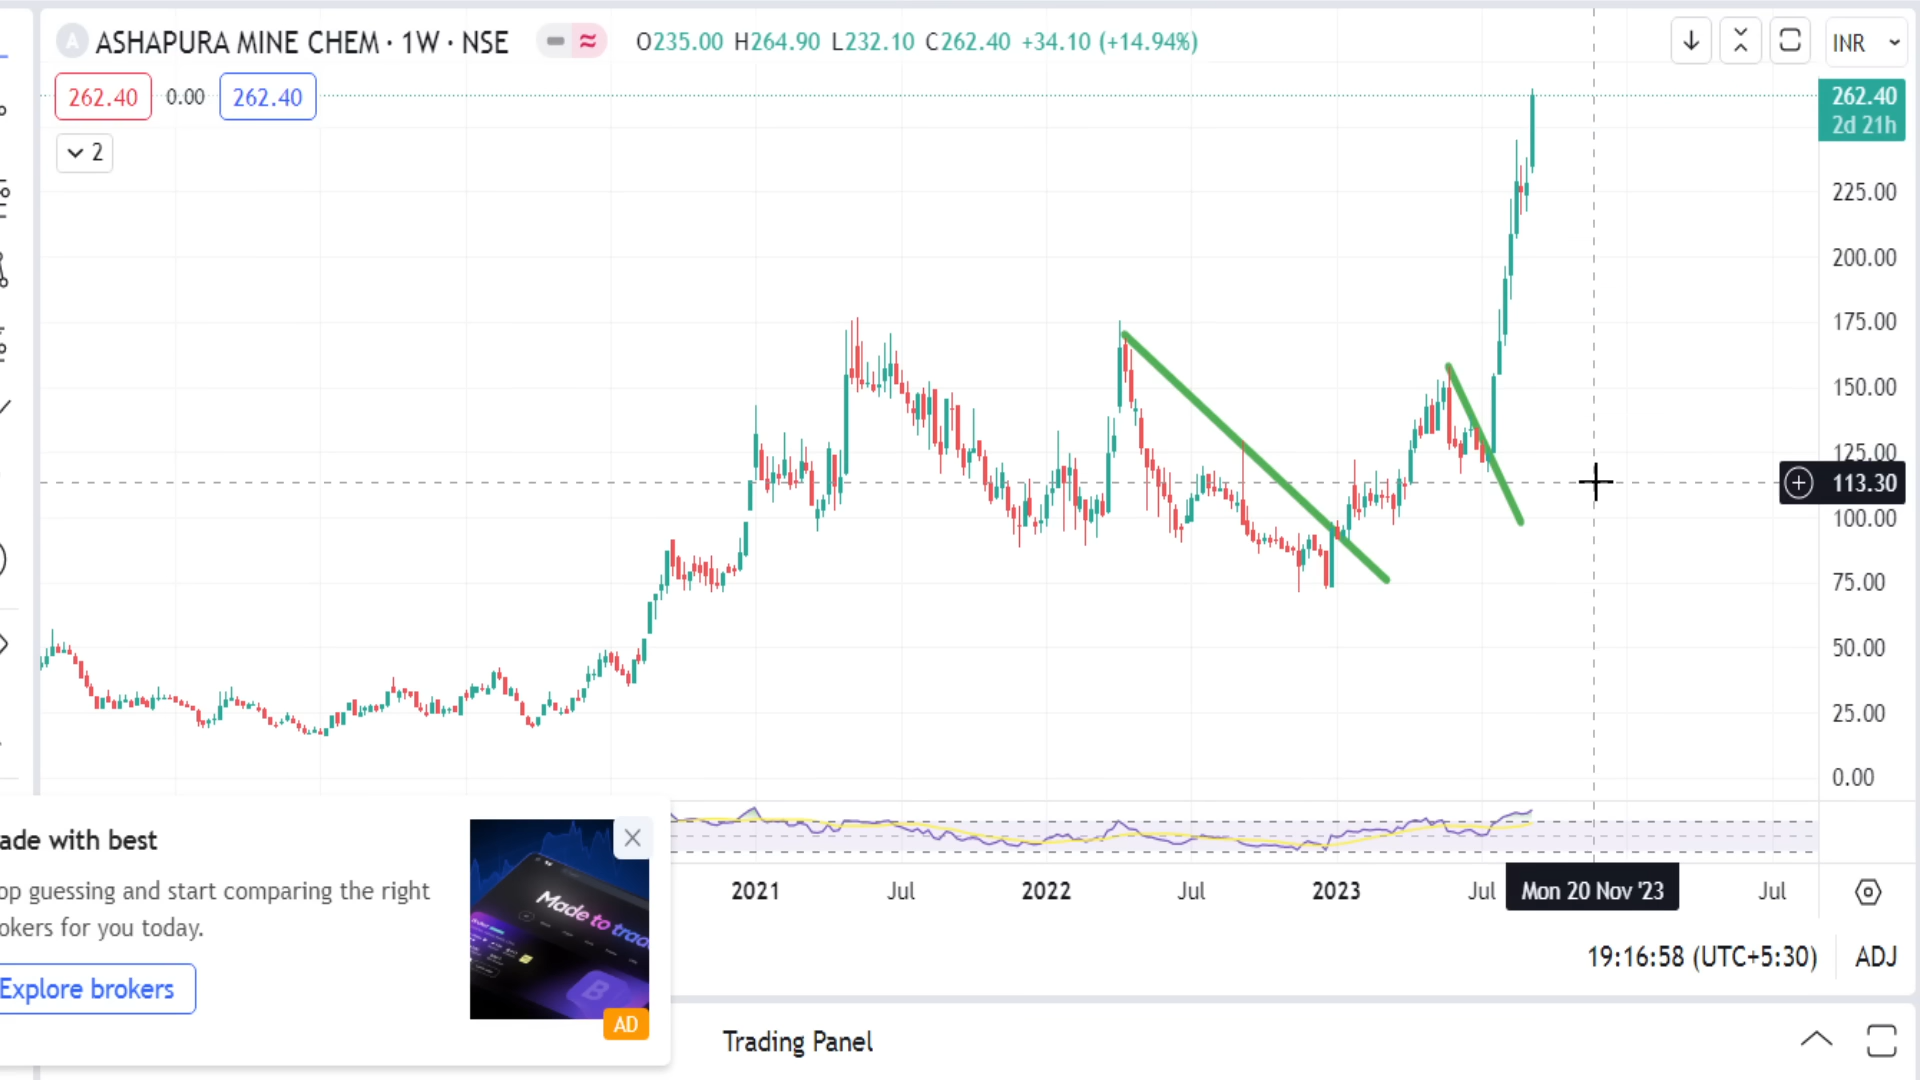 A ASHAPURA MINE CHEM · 1W · NSE O235.00 H264.90 L232.10 C262.40 +34.10 (+14.94%)
INR
262.40 0.00 262.40
2
262.40
2d 21h
225.00
200.00
175.00
150.00
125.00
113.30
100.00
75.00
50.00
25.00
0.00
2021 Jul 2022 Jul 2023 Jul Mon 20 Nov '23 Jul
19:16:58 (UTC+5:30) ADJ
ade with best
op guessing and start comparing the right
okers for you today.
Explore brokers
Made to trad
B
AD
Trading Panel